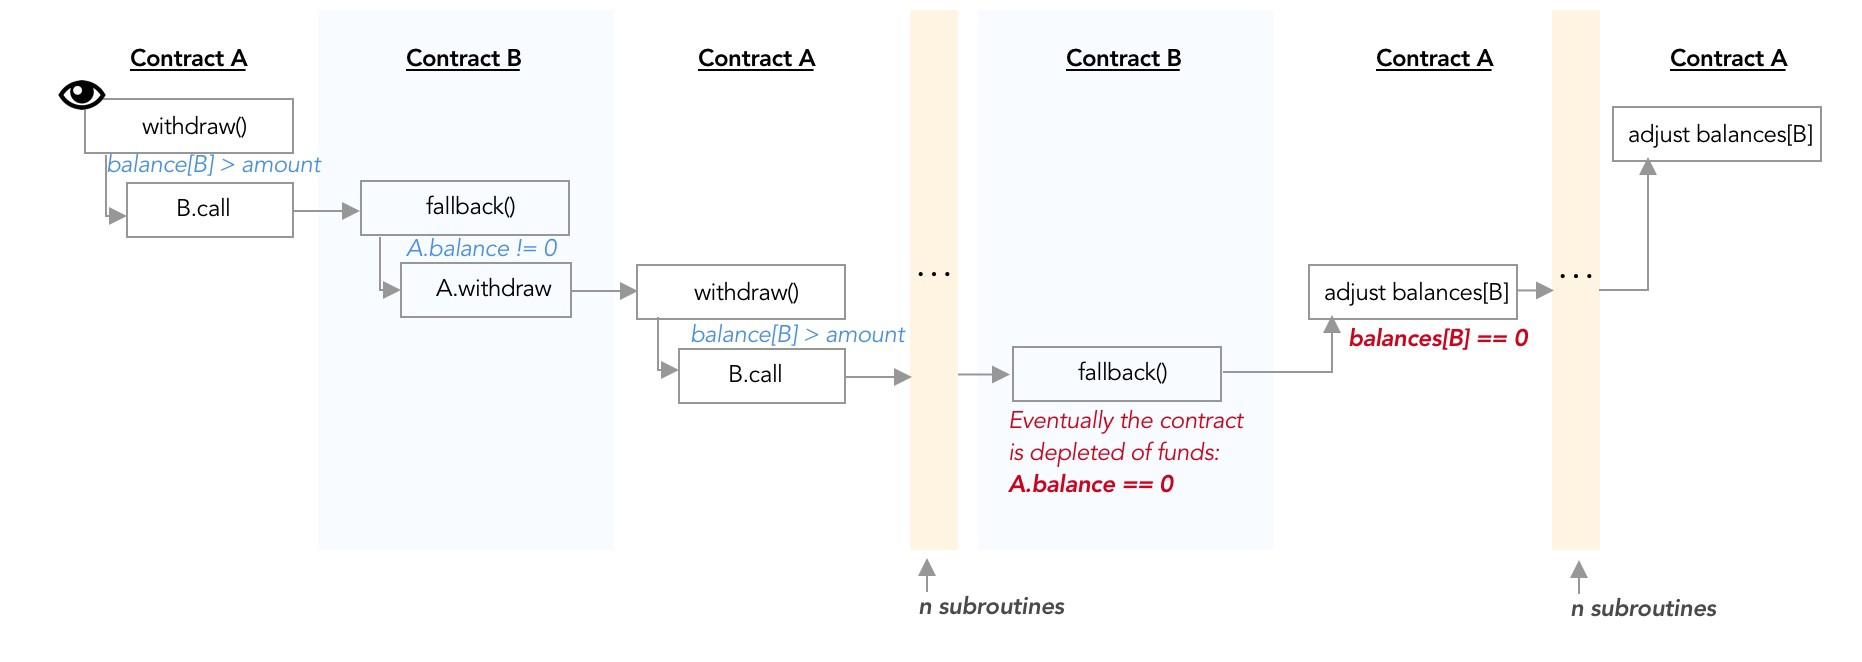 Contract A
withdraw()
balance[B] > amount
B.call
Contract B
fallback()
A.balance != 0
A.withdraw
Contract A
withdraw()
balance[B] > amount
B.call
...
n subroutines
Contract B
fallback()
Eventually the contract
is depleted of funds:
A.balance == 0
Contract A
adjust balances[B]
balances[B] == 0
...
n subroutines
Contract A
adjust balances[B]